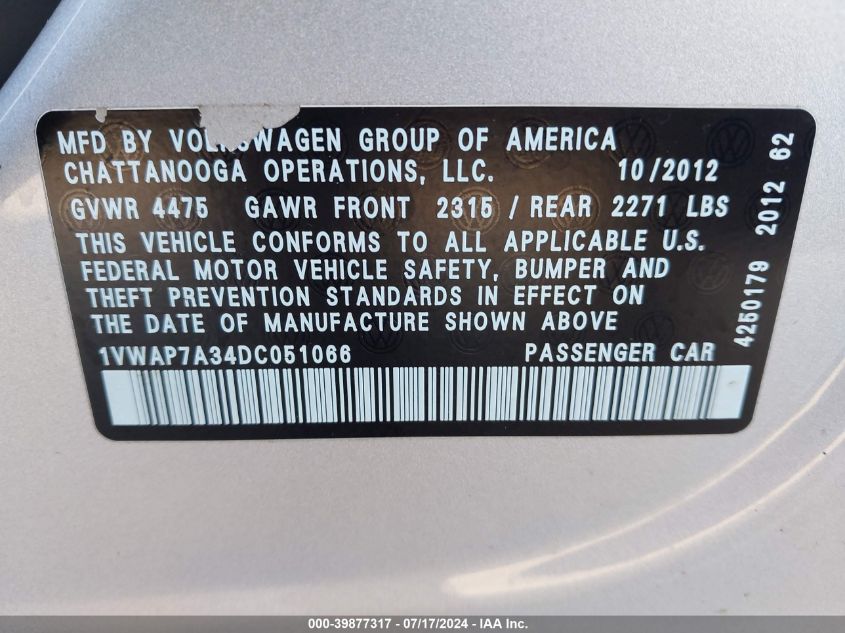 MFD BY VOLKSWAGEN GROUP OF AMERICA
CHATTANOOGA OPERATIONS, LLC. 10/2012
GVWR 4475 GAWR FRONT 2315 / REAR 2271 LBS
THIS VEHICLE CONFORMS TO ALL APPLICABLE U.S.
FEDERAL MOTOR VEHICLE SAFETY, BUMPER AND
THEFT PREVENTION STANDARDS IN EFFECT ON
THE DATE OF MANUFACTURE SHOWN ABOVE
1VWAP7A34DC051066 PASSENGER CAR
4250179 2012 62
000-39877317 - 07/17/2024 - IAA Inc.